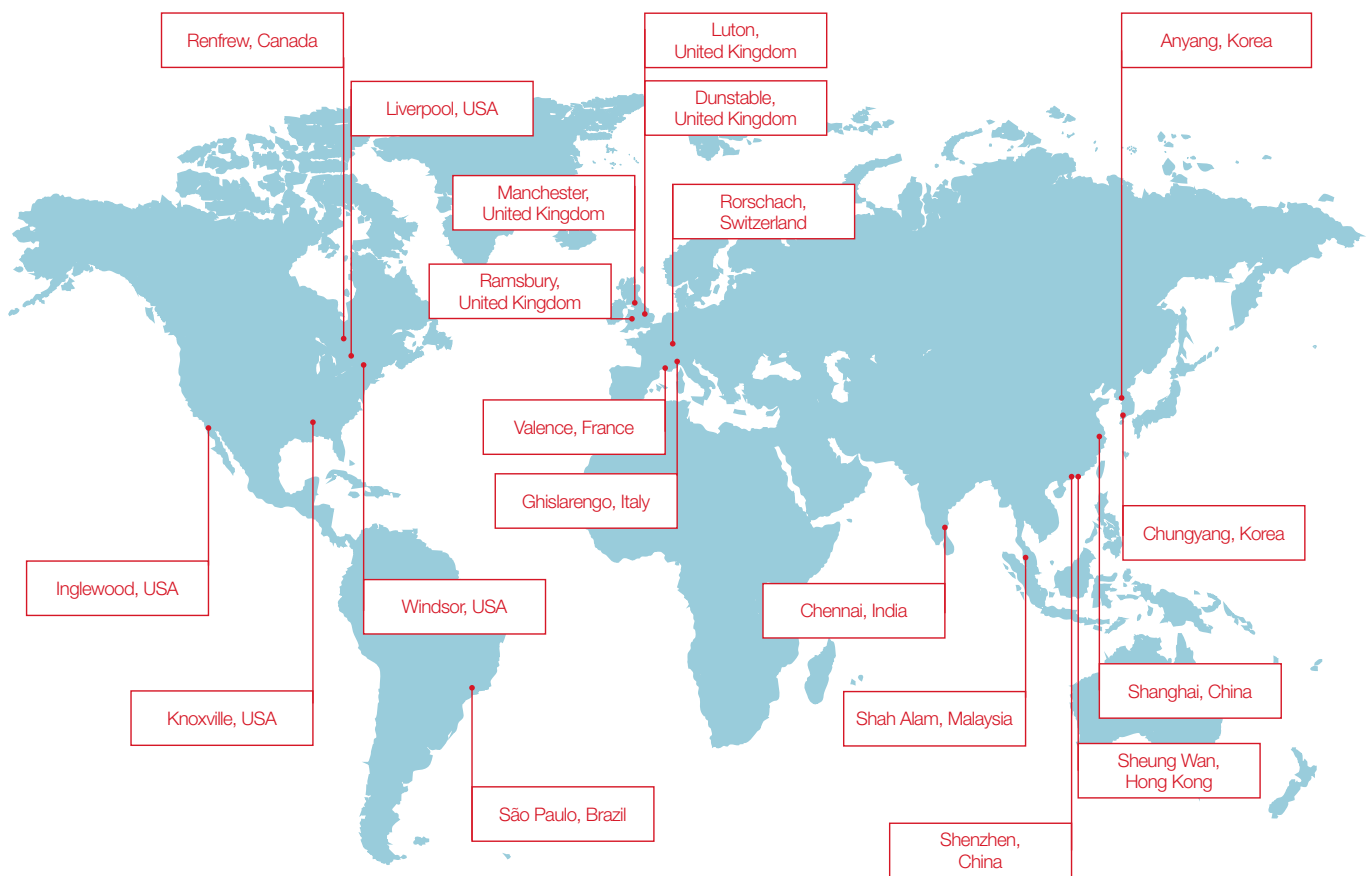 Renfrew, Canada
Luton,
United Kingdom
Anyang, Korea
Liverpool, USA
Dunstable,
United Kingdom
Manchester,
United Kingdom
Rorschach,
Switzerland
Ramsbury,
United Kingdom
Valence, France
Ghislarengo, Italy
Chungyang, Korea
Inglewood, USA
Windsor, USA
Chennai, India
Knoxville, USA
Shah Alam, Malaysia
Shanghai, China
Sheung Wan,
Hong Kong
São Paulo, Brazil
Shenzhen,
China